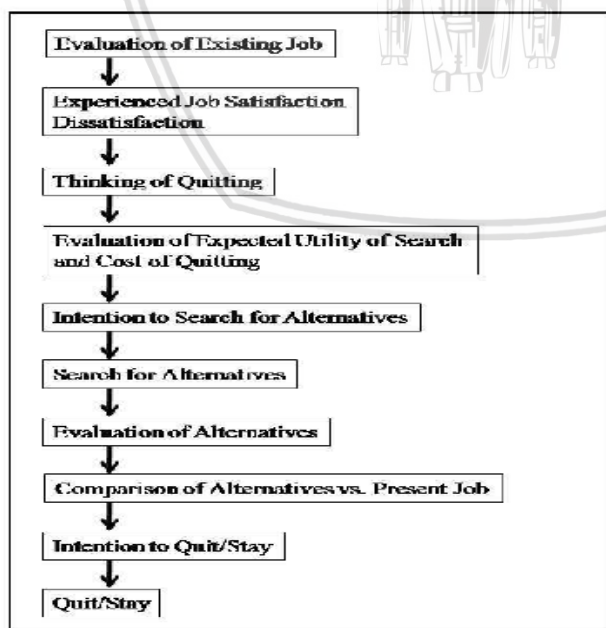 Evaluation of Existing Job
Experienced Job Satisfaction
Dissatisfaction
Thinking of Quitting
Evaluation of Expected Utility of Search
and Cost of Quitting
Intention to Search for Alternatives
Search for Alternatives
Evaluation of Alternatives
Comparison of Alternatives vs. Present Job
Intention to Quit/Stay
Quit/Stay